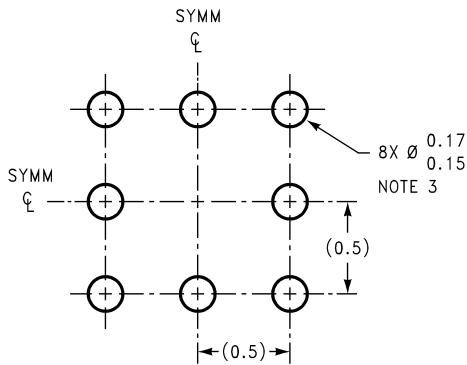 SYMM
℄
8X Ø 0.17
0.15
NOTE 3
SYMM
℄
(0.5)
(0.5)